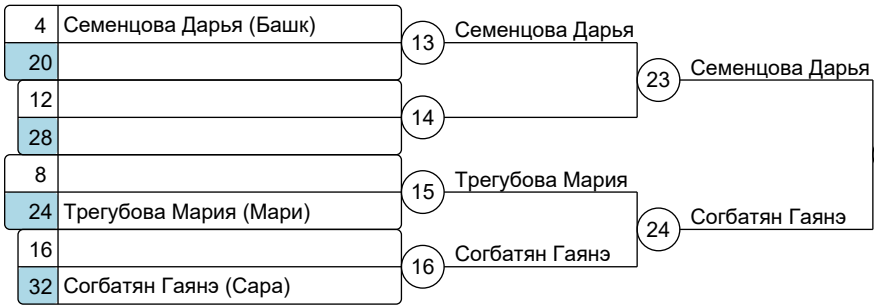 4 Семенцова Дарья (Башк)
20
12
28
8
24 Трегубова Мария (Мари)
16
32 Согбатян Гаянэ (Сара)
13 Семенцова Дарья
14
15 Трегубова Мария
16 Согбатян Гаянэ
23 Семенцова Дарья
24 Согбатян Гаянэ